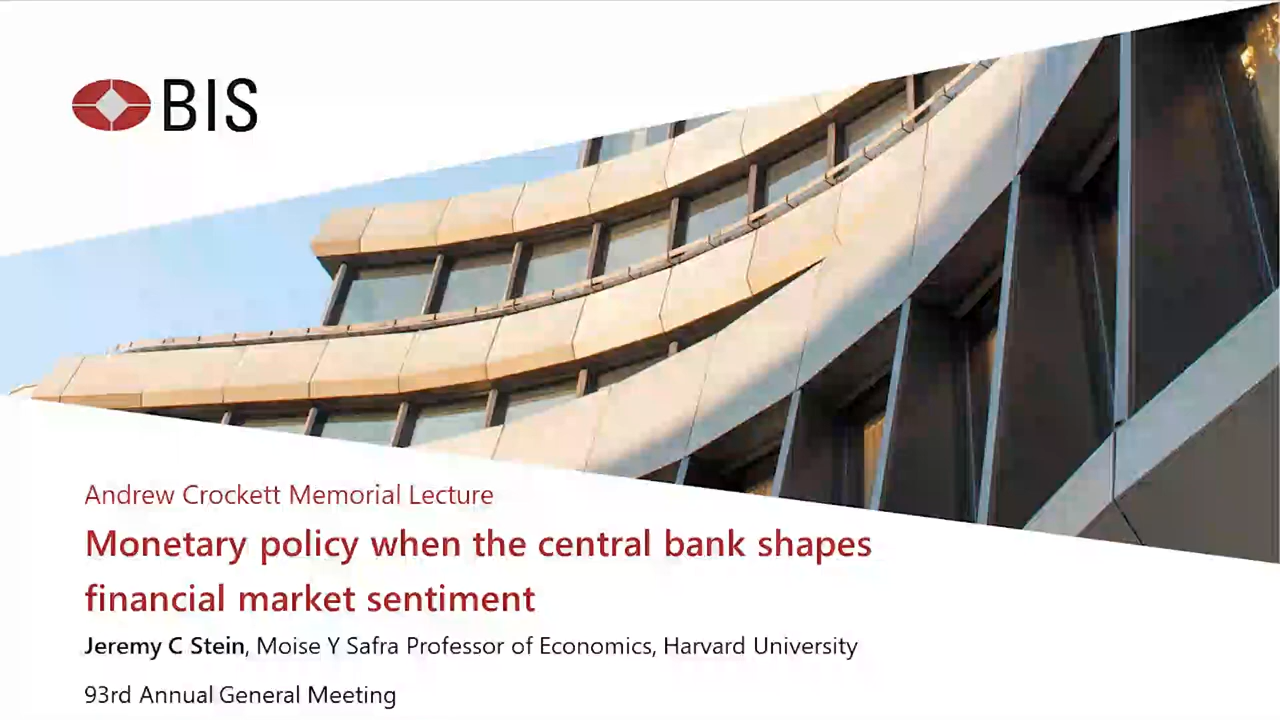 BIS
Andrew Crockett Memorial Lecture
Monetary policy when the central bank shapes
financial market sentiment
Jeremy C Stein, Moise Y Safra Professor of Economics, Harvard University
93rd Annual General Meeting